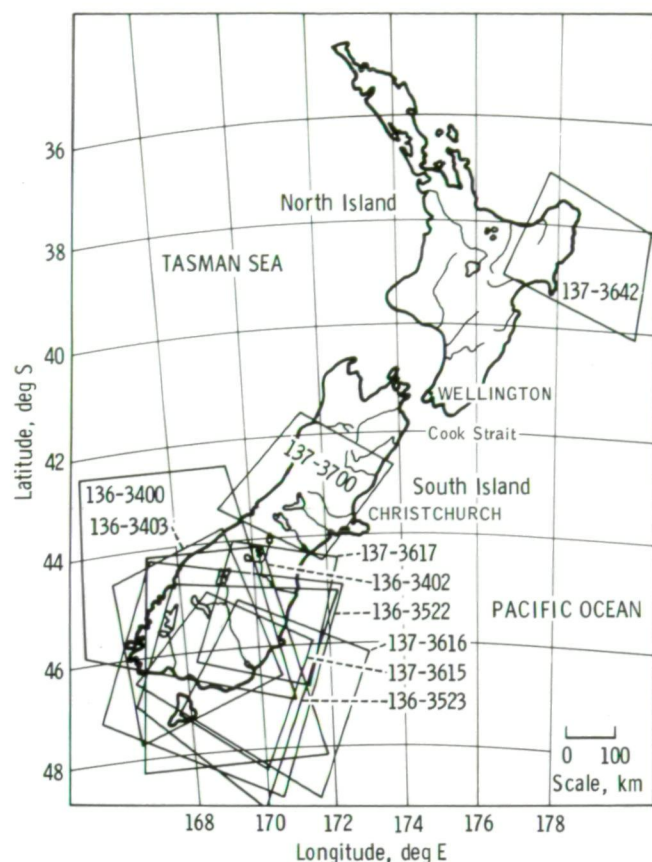 36
North Island
38
TASMAN SEA
137-3642
40
Latitude, deg S
WELLINGTON
Cook Strait
42
137-3700
136-3400
South Island
136-3403
CHRISTCHURCH
44
137-3617
136-3402
136-3522
PACIFIC OCEAN
137-3616
46
137-3615
136-3523
0 100
Scale, km
48
168 170 172 174 176 178
Longitude, deg E